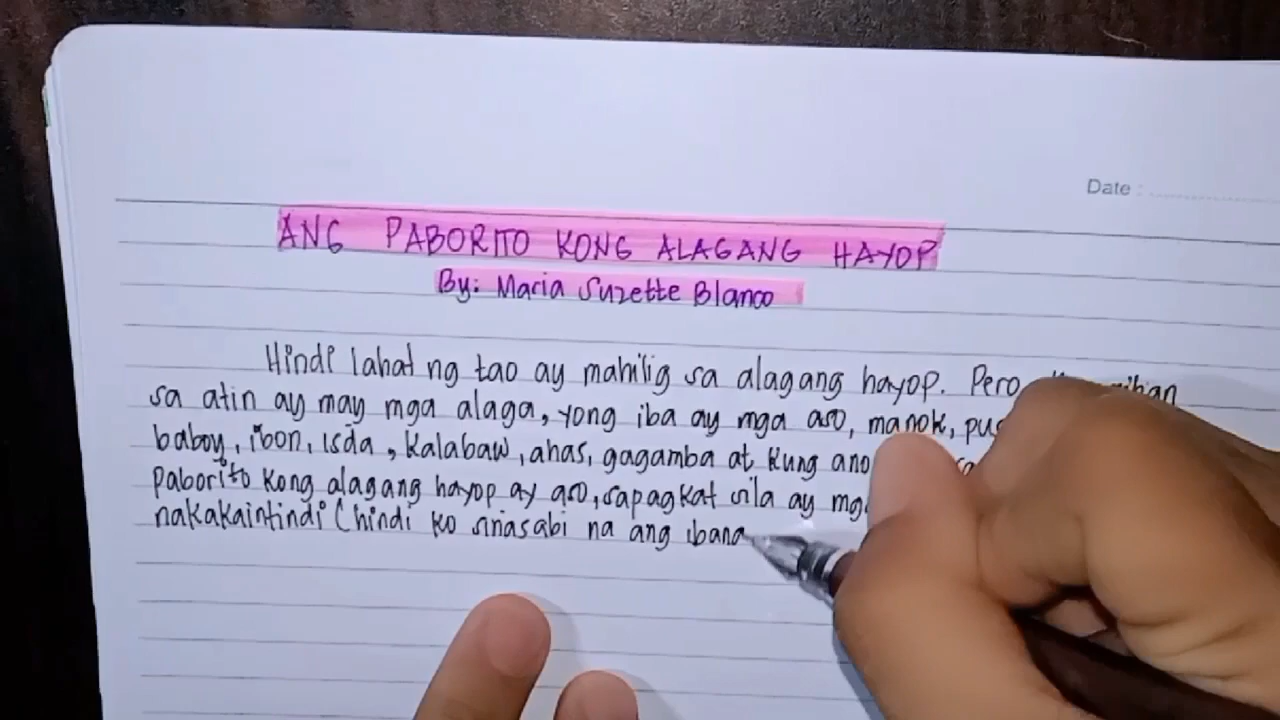 Date :
ANG PABORITO KONG ALAGANG HAYOP
By: Maria Suzette Blanco
Hindi lahat ng tao ay mahilig sa alagang hayop. Pero
sa atin ay may mga alaga, yong iba ay mga aso, manok,
baboy, ibon, isda, kalabaw, ahas, gagamba at kung ano
paborito kong alagang hayop ay aso, sapagkat sila ay
nakakaintindi (hindi ko sinasabi na ang ibang